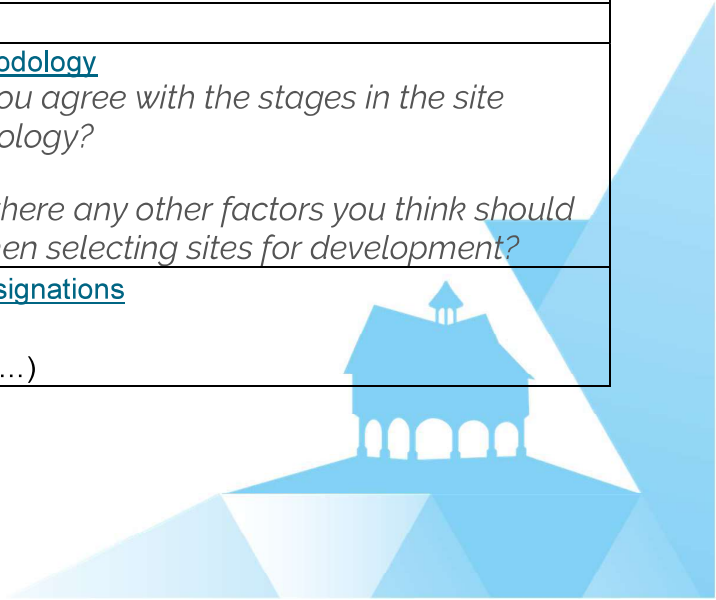 odology
ou agree with the stages in the site
ology?
here any other factors you think should
en selecting sites for development?
signations
...)